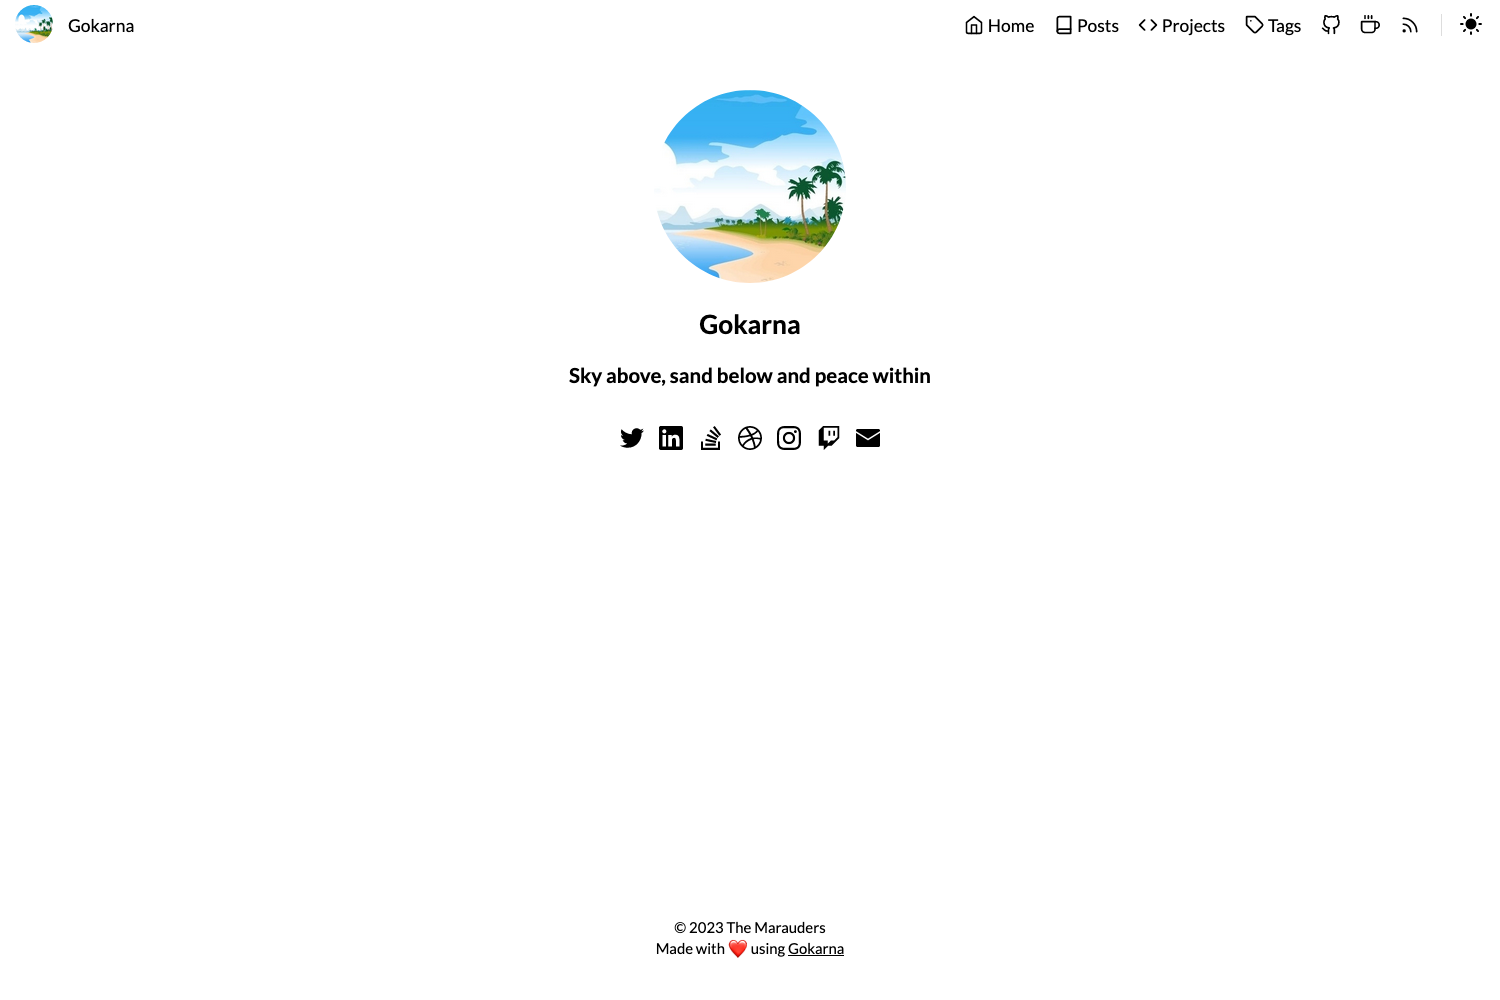 Gokarna
Home
Posts
Projects
Tags
Gokarna
Sky above, sand below and peace within
© 2023 The Marauders
Made with ❤️ using Gokarna